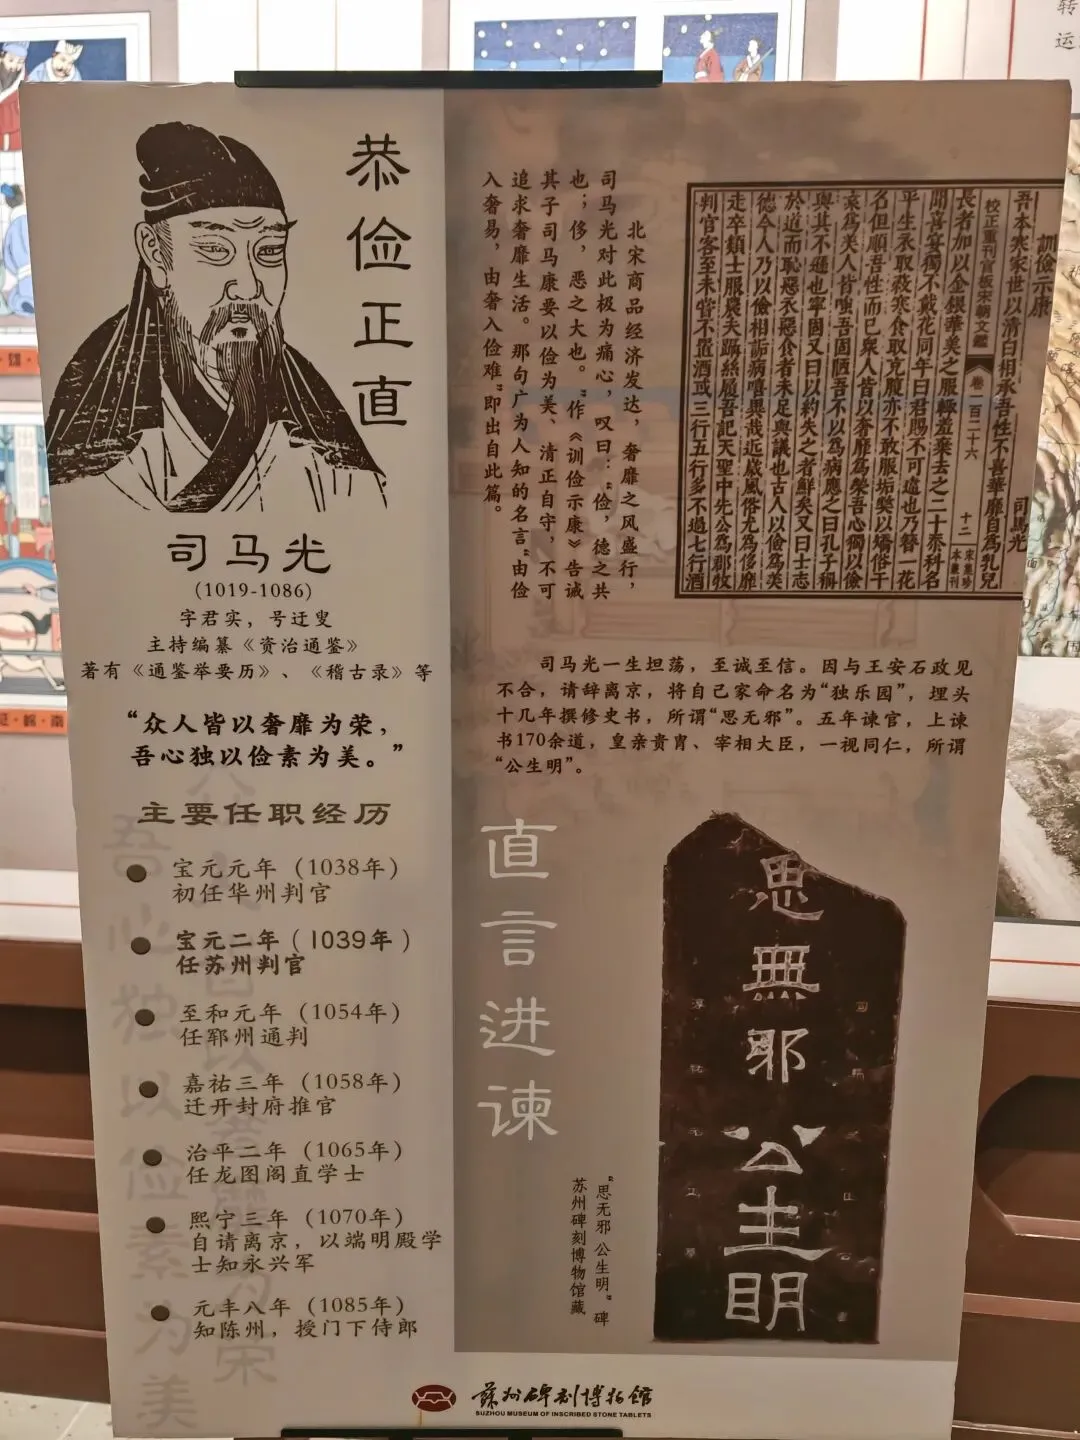 恭俭正直
司马光
(1019-1086)
字君实，号迂叟
主持编纂《资治通鉴》
著有《通鉴举要历》、《稽古录》等
“众人皆以奢靡为荣，
吾心独以俭素为美。”
主要任职经历
宝元元年（1038年）
初任华州判官
宝元二年（1039年）
任苏州判官
至和元年（1054年）
任郓州通判
嘉祐三年（1058年）
迁开封府推官
治平二年（1065年）
任龙图阁直学士
熙宁三年（1070年）
自请离京，以端明殿学
士知永兴军
元丰八年（1085年）
知陈州，授门下侍郎
北宋商品经济发达，奢靡之风盛行，
司马光对此极为痛心，叹曰：“俭，德之共
也；侈，恶之大也。”作《训俭示康》告诫
其子司马康要以俭为美、清正自守，不可
追求奢靡生活。那句广为人知的名言“由俭
入奢易，由奢入俭难”即出自此篇。
訓儉示康
司馬光
吾本寒家世以清白相承吾性不喜華靡自為乳兒
校正重刊官板宋朝文鑑
卷一百二十六
十二
長者加以金銀華美之服輙羞棄去之二十忝科名
聞喜宴獨不戴花同年曰君賜不可違也乃簪一花
平生衣取蔽寒食取充腹亦不敢服垢弊以矯俗干
名但順吾性而已衆人皆以奢靡為榮吾心獨以儉
素為美人皆嗤吾固陋吾不以為病應之曰孔子稱
與其不遜也寧固又曰以約失之者鮮矣又曰士志
於道而恥惡衣惡食者未足與議也古人以儉為美
德今人乃以儉相詬病嘻異哉近歲風俗尤為侈靡
走卒類士服農夫躡絲履吾記天聖中先公為郡牧
判官客至未嘗不置酒或三行五行多不過七行酒
司马光一生坦荡，至诚至信。因与王安石政见
不合，请辞离京，将自己家命名为“独乐园”，埋头
十几年撰修史书，所谓“思无邪”。五年谏官，上谏
书170余道，皇亲贵胄、宰相大臣，一视同仁，所谓
“公生明”。
直言进谏
思無邪公生明
“思无邪 公生明”碑
苏州碑刻博物馆藏
蘇州碑刻博物館
SUZHOU MUSEUM OF INSCRIBED STONE TABLETS
转
运